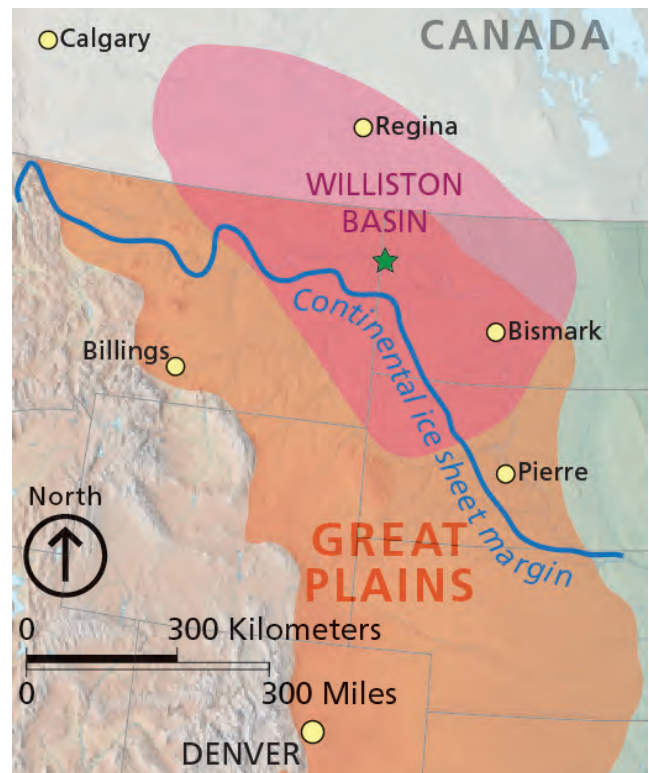 Calgary
CANADA
Regina
WILLISTON
BASIN
Continental ice sheet margin
Bismark
Billings
Pierre
North
GREAT
PLAINS
0 300 Kilometers
0 300 Miles
DENVER